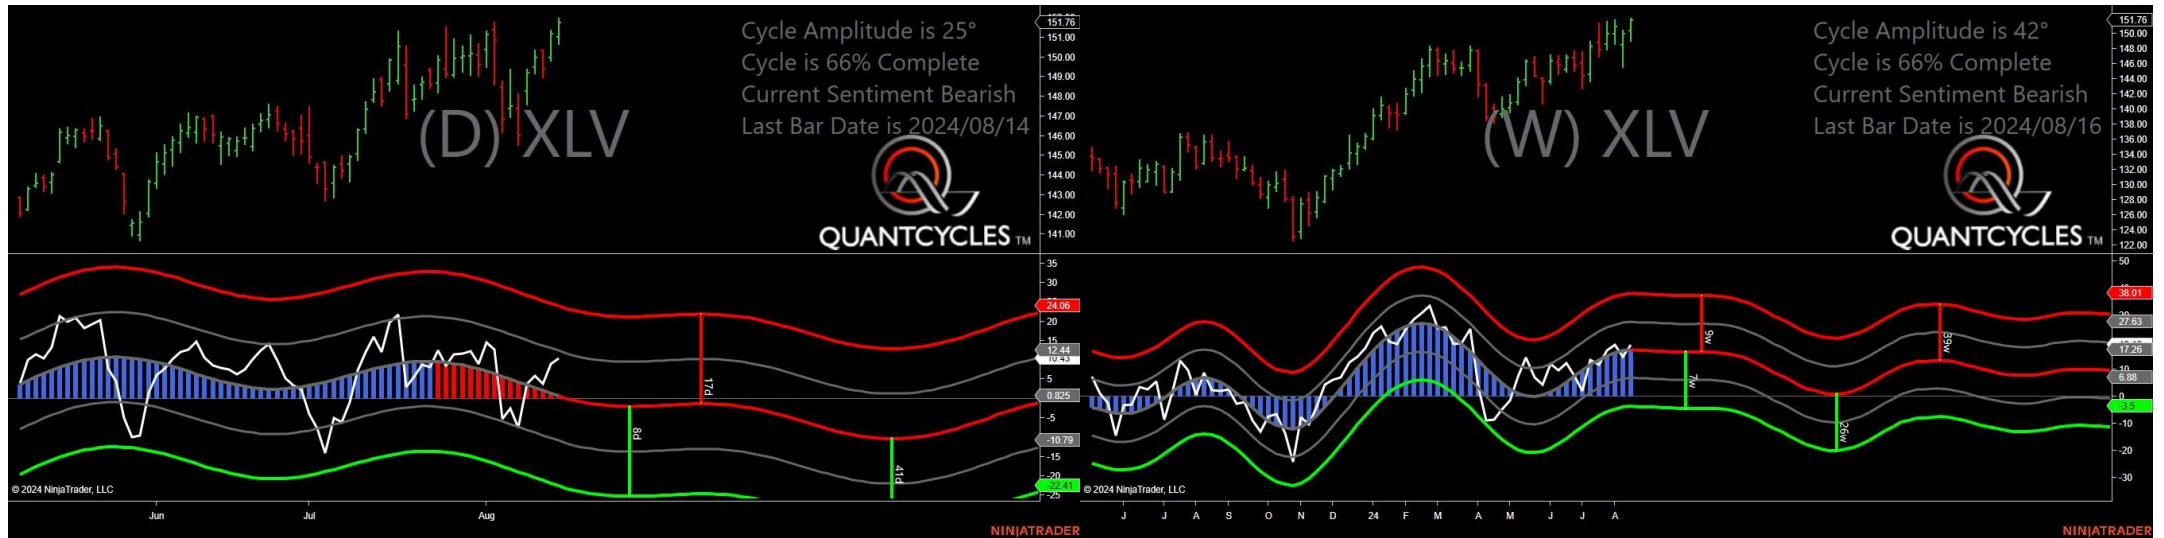 Cycle Amplitude is 25°
Cycle is 66% Complete
Current Sentiment Bearish
Last Bar Date is 2024/08/14
(D) XLV
QUANTCYCLES TM
151.76
151.00
150.00
149.00
148.00
147.00
146.00
145.00
144.00
143.00
142.00
141.00
35
30
24.06
20
15
12.44
10.43
5
0.825
-5
-10.79
-15
-20
-22.41
-25
17d
8d
41d
© 2024 NinjaTrader, LLC
Jun Jul Aug
NINJATRADER
Cycle Amplitude is 42°
Cycle is 66% Complete
Current Sentiment Bearish
Last Bar Date is 2024/08/16
(W) XLV
QUANTCYCLES TM
151.76
150.00
148.00
146.00
144.00
142.00
140.00
138.00
136.00
134.00
132.00
130.00
128.00
126.00
124.00
122.00
50
38.01
27.63
17.26
10
6.88
0
-3.5
-10
-20
-30
9w
7w
39w
26w
© 2024 NinjaTrader, LLC
J J A S O N D 24 F M A M J J A
NINJATRADER